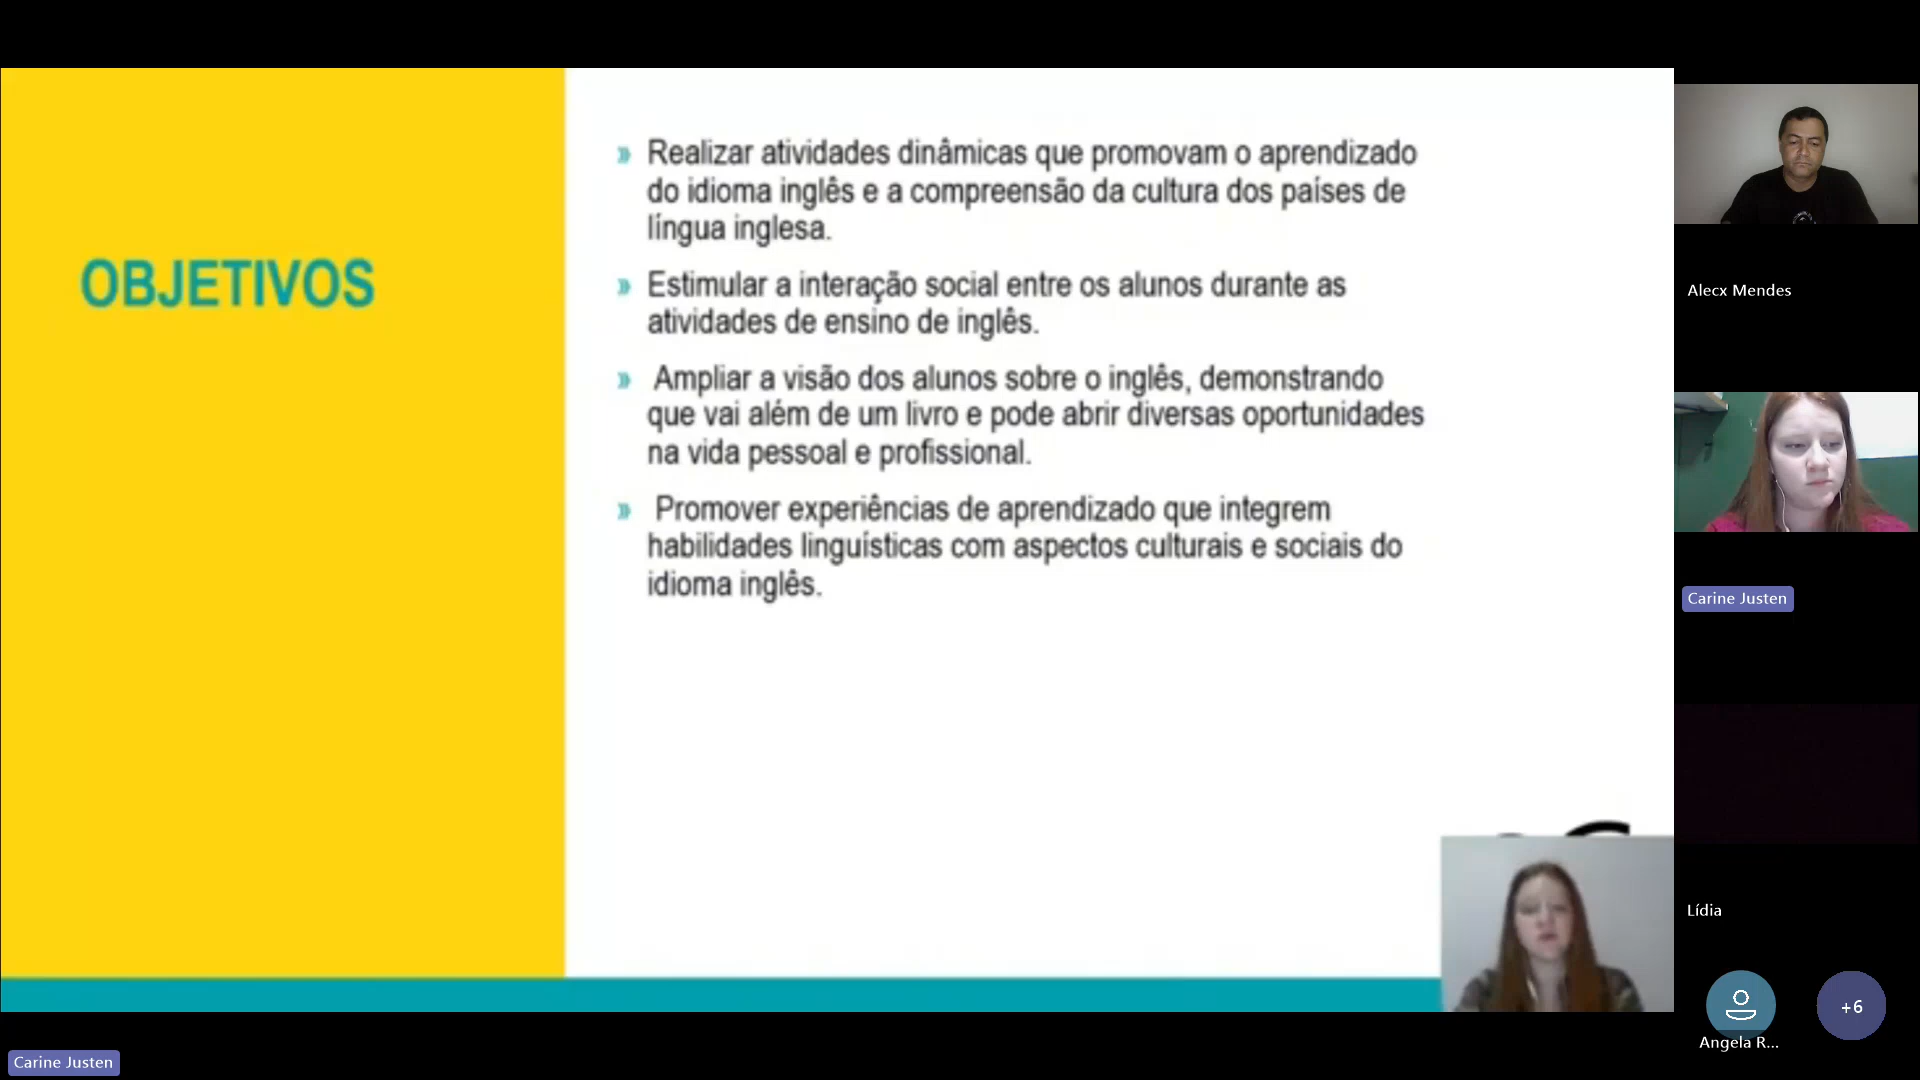 OBJETIVOS
Realizar atividades dinâmicas que promovam o aprendizado
do idioma inglês e a compreensão da cultura dos países de
língua inglesa.
Estimular a interação social entre os alunos durante as
atividades de ensino de inglês.
Ampliar a visão dos alunos sobre o inglês, demonstrando
que vai além de um livro e pode abrir diversas oportunidades
na vida pessoal e profissional.
Promover experiências de aprendizado que integrem
habilidades linguísticas com aspectos culturais e sociais do
idioma inglês.
Alecx Mendes
Carine Justen
Lídia
Angela R...
+6
Carine Justen